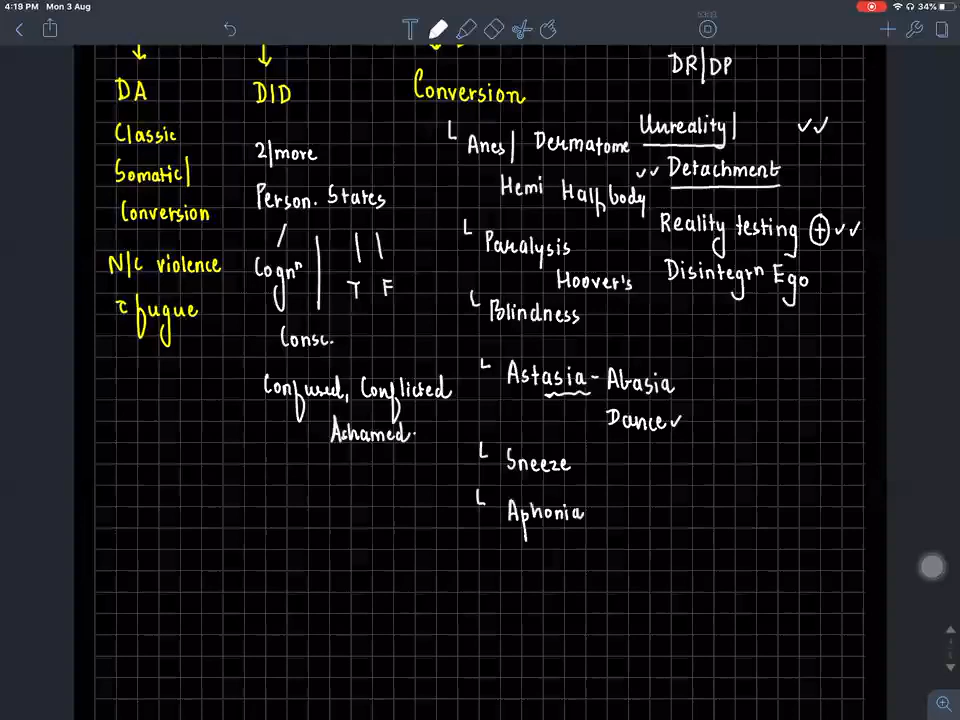 4:19 PM Mon 3 Aug
34%
DA
Classic
Somatic/
Conversion
N/C violence
c̄ fugue
DID
2/more
Person. States
Cognⁿ
T F
Consc.
Confused, Conflicted
Ashamed.
Conversion
Anes/ Dermatome
Hemi Half body
Paralysis
Hoover's
Blindness
Astasia - Abasia
Dance ✓
Sneeze
Aphonia
DR/DP
Unreality/ ✓✓
✓✓ Detachment
Reality testing ⊕ ✓✓
Disintegrⁿ Ego